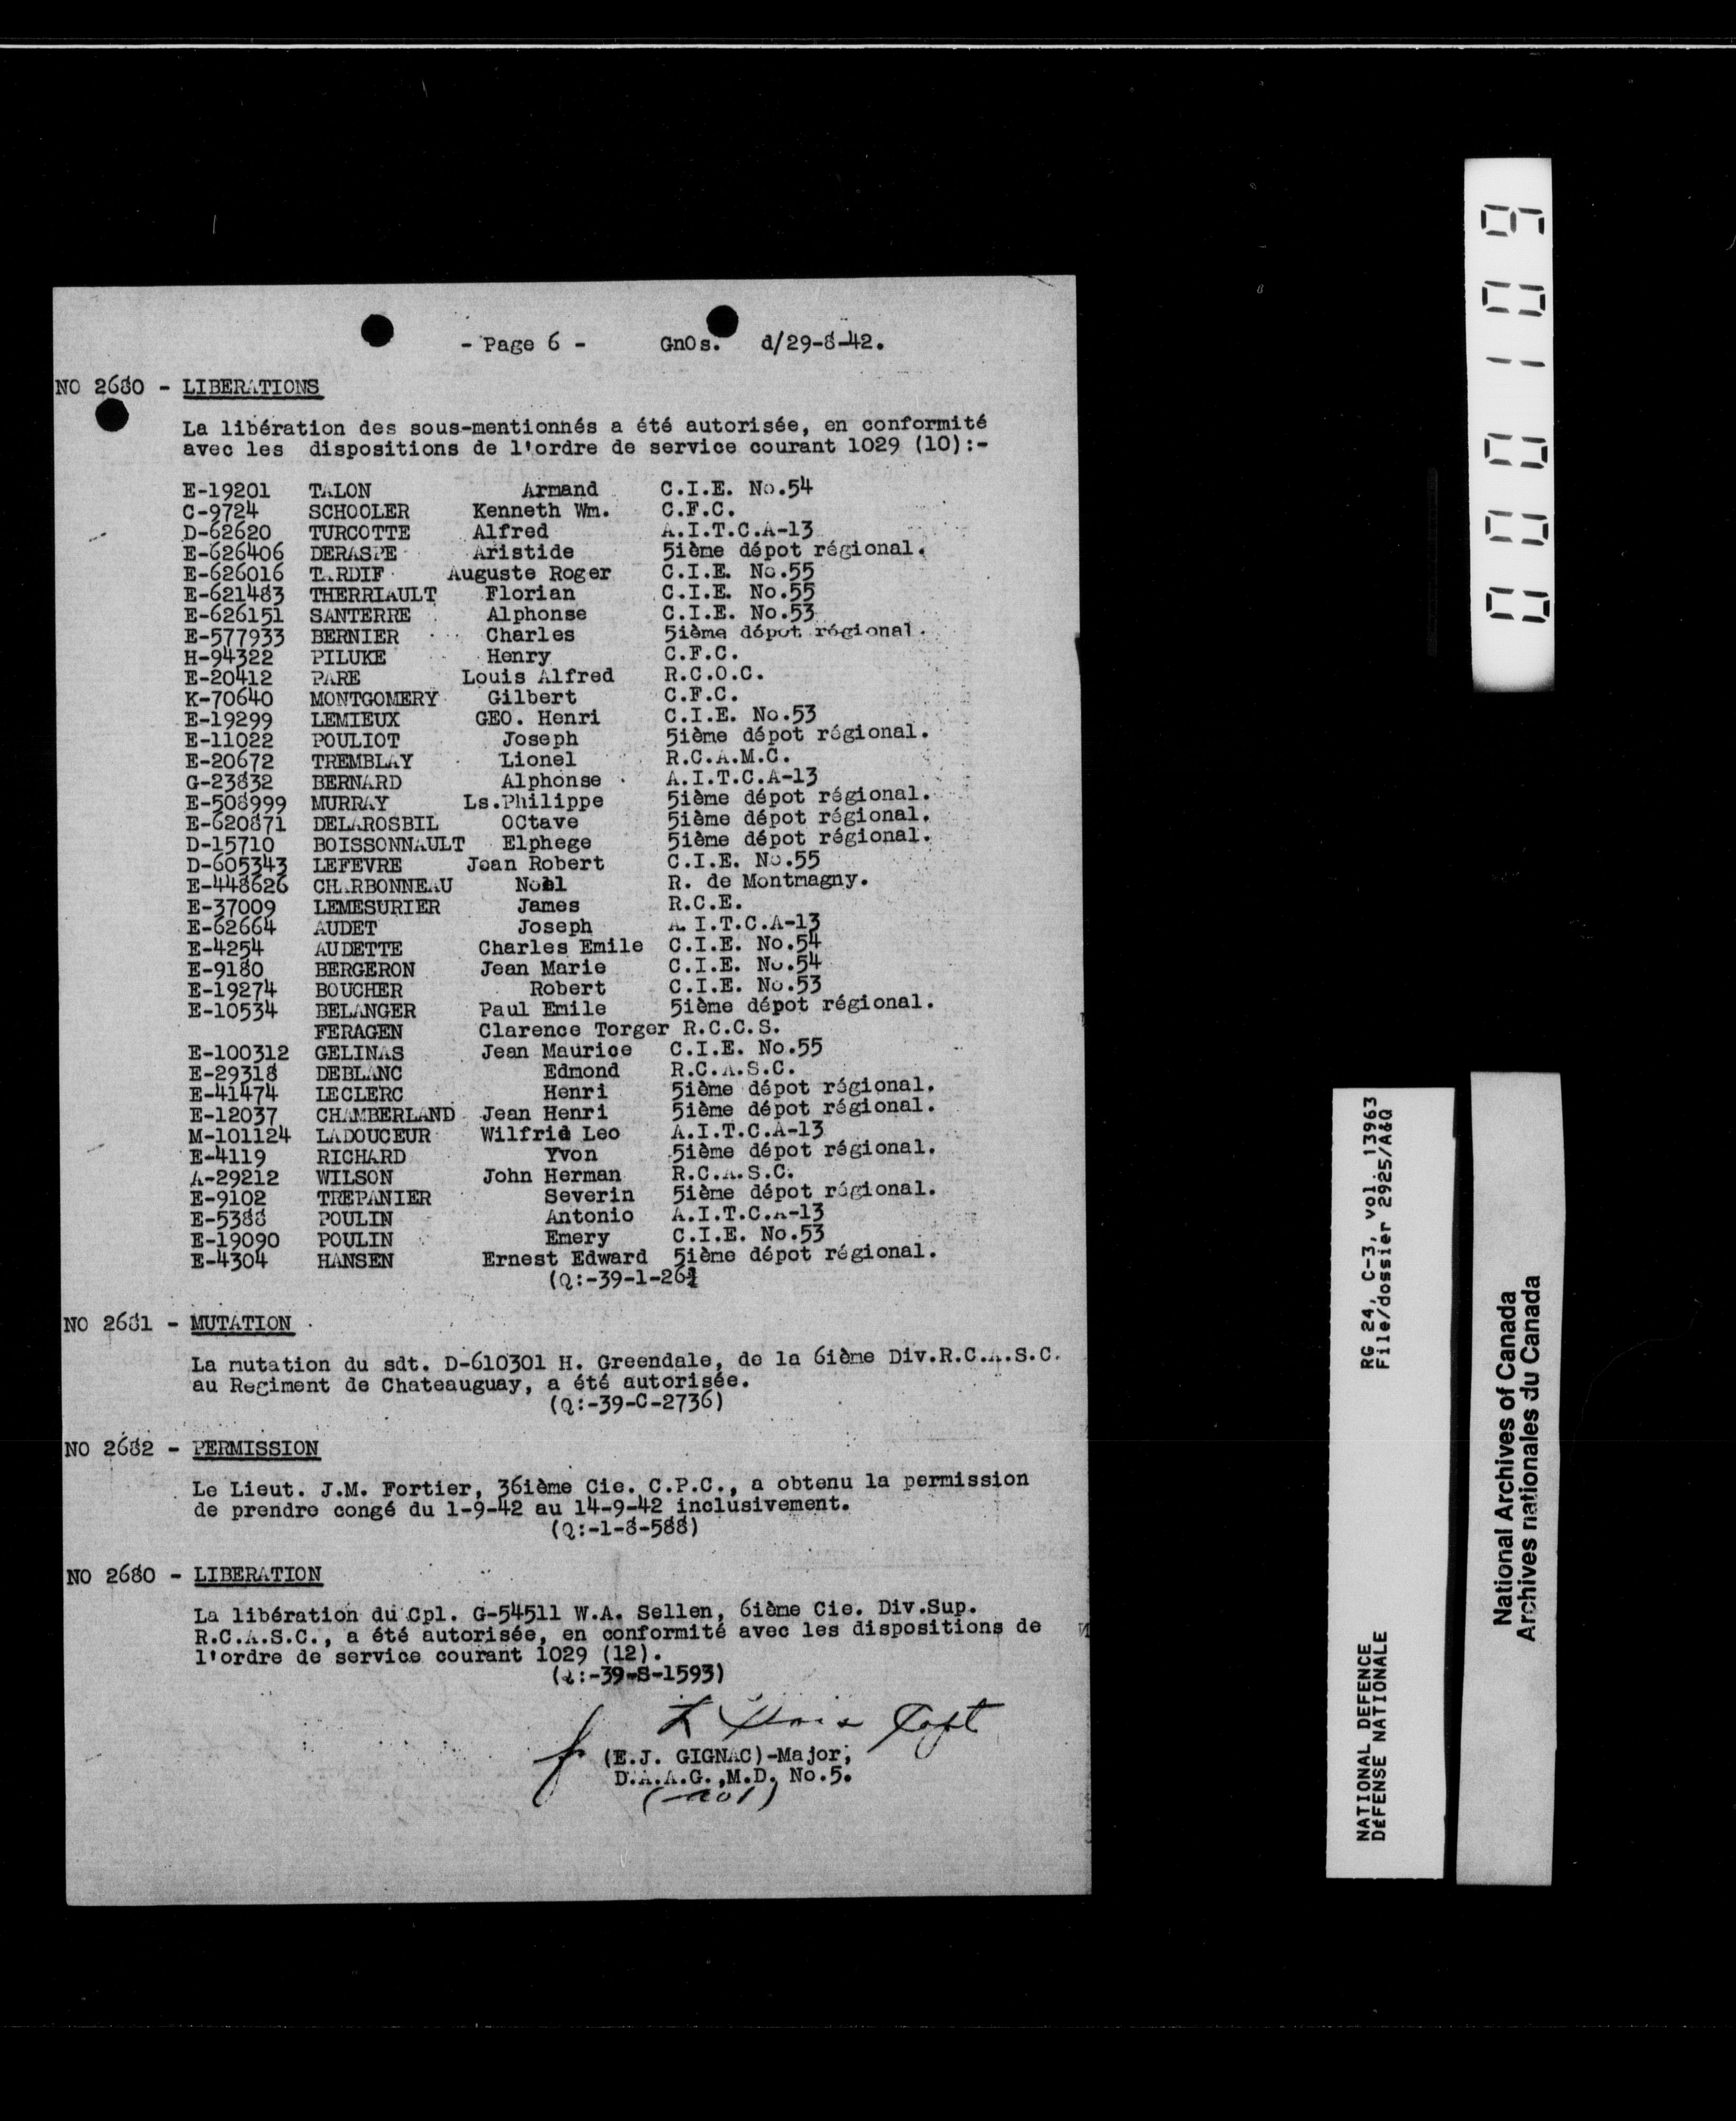 - Page 6 - GnOs. d/29-8-42.
NO 2680 - LIBERATIONS
La libération des sous-mentionnés a été autorisée, en conformité
avec les dispositions de l'ordre de service courant 1029 (10):-
E-19201 TALON Armand C.I.E. No.54
C-9724 SCHOOLER Kenneth Wm. C.F.C.
D-62620 TURCOTTE Alfred A.I.T.C.A-13
E-626406 DERASPE Aristide 5ième dépot régional.
E-626016 TARDIF Auguste Roger C.I.E. No.55
E-621483 THERRIAULT Florian C.I.E. No.55
E-626151 SANTERRE Alphonse C.I.E. No.53
E-577933 BERNIER Charles 5ième dépot régional.
H-94322 PILUKE Henry C.F.C.
E-20412 PARE Louis Alfred R.C.O.C.
K-70640 MONTGOMERY Gilbert C.F.C.
E-19299 LEMIEUX GEO. Henri C.I.E. No.53
E-11022 POULIOT Joseph 5ième dépot régional.
E-20672 TREMBLAY Lionel R.C.A.M.C.
G-23832 BERNARD Alphonse A.I.T.C.A-13
E-508999 MURRAY Ls.Philippe 5ième dépot régional.
E-620871 DELAROSBIL OCtave 5ième dépot régional.
D-15710 BOISSONNAULT Elphege 5ième dépot régional.
D-605343 LEFEVRE Jean Robert C.I.E. No.55
E-448626 CHARBONNEAU Noel R. de Montmagny.
E-37009 LEMESURIER James R.C.E.
E-62664 AUDET Joseph A.I.T.C.A-13
E-4254 AUDETTE Charles Emile C.I.E. No.54
E-9180 BERGERON Jean Marie C.I.E. No.54
E-19274 BOUCHER Robert C.I.E. No.53
E-10534 BELANGER Paul Emile 5ième dépot régional.
FERAGEN Clarence Torger R.C.C.S.
E-100312 GELINAS Jean Maurice C.I.E. No.55
E-29318 DEBLANC Edmond R.C.A.S.C.
E-41474 LECLERC Henri 5ième dépot régional.
E-12037 CHAMBERLAND Jean Henri 5ième dépot régional.
M-101124 LADOUCEUR Wilfrid Leo A.I.T.C.A-13
E-4119 RICHARD Yvon 5ième dépot régional.
A-29212 WILSON John Herman R.C.A.S.C.
E-9102 TREPANIER Severin 5ième dépot régional.
E-5388 POULIN Antonio A.I.T.C.A-13
E-19090 POULIN Emery C.I.E. No.53
E-4304 HANSEN Ernest Edward 5ième dépot régional.
(Q:-39-1-26
NO 2681 - MUTATION
La mutation du sdt. D-610301 H. Greendale, de la 6ième Div.R.C.A.S.C.
au Regiment de Chateauguay, a été autorisée.
(Q:-39-C-2736)
NO 2682 - PERMISSION
Le Lieut. J.M. Fortier, 36ième Cie. C.P.C., a obtenu la permission
de prendre congé du 1-9-42 au 14-9-42 inclusivement.
(Q:-1-8-588)
NO 2680 - LIBERATION
La libération du Cpl. G-54511 W.A. Sellen, 6ième Cie. Div.Sup.
R.C.A.S.C., a été autorisée, en conformité avec les dispositions de
l'ordre de service courant 1029 (12).
(Q:-39-S-1593)
Capt
(E.J. GIGNAC)-Major,
D.A.A.G.,M.D. No.5.
000109
RG 24, C-3, vol. 13963
File/dossier 2925/A&Q
NATIONAL DEFENCE
DéFENSE NATIONALE
National Archives of Canada
Archives nationales du Canada